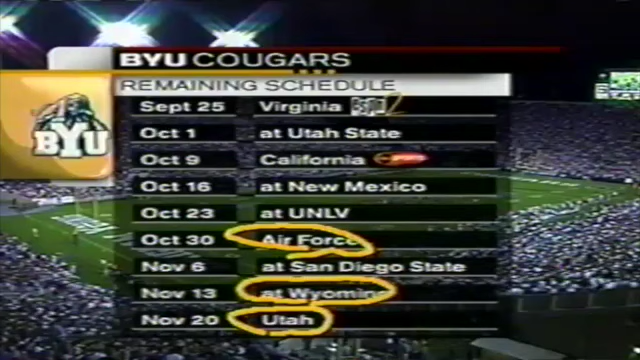 BYU COUGARS
REMAINING SCHEDULE
Sept 25 Virginia espn2
Oct 1 at Utah State
Oct 9 California
Oct 16 at New Mexico
Oct 23 at UNLV
Oct 30 Air Force
Nov 6 at San Diego State
Nov 13 at Wyoming
Nov 20 Utah
BYU